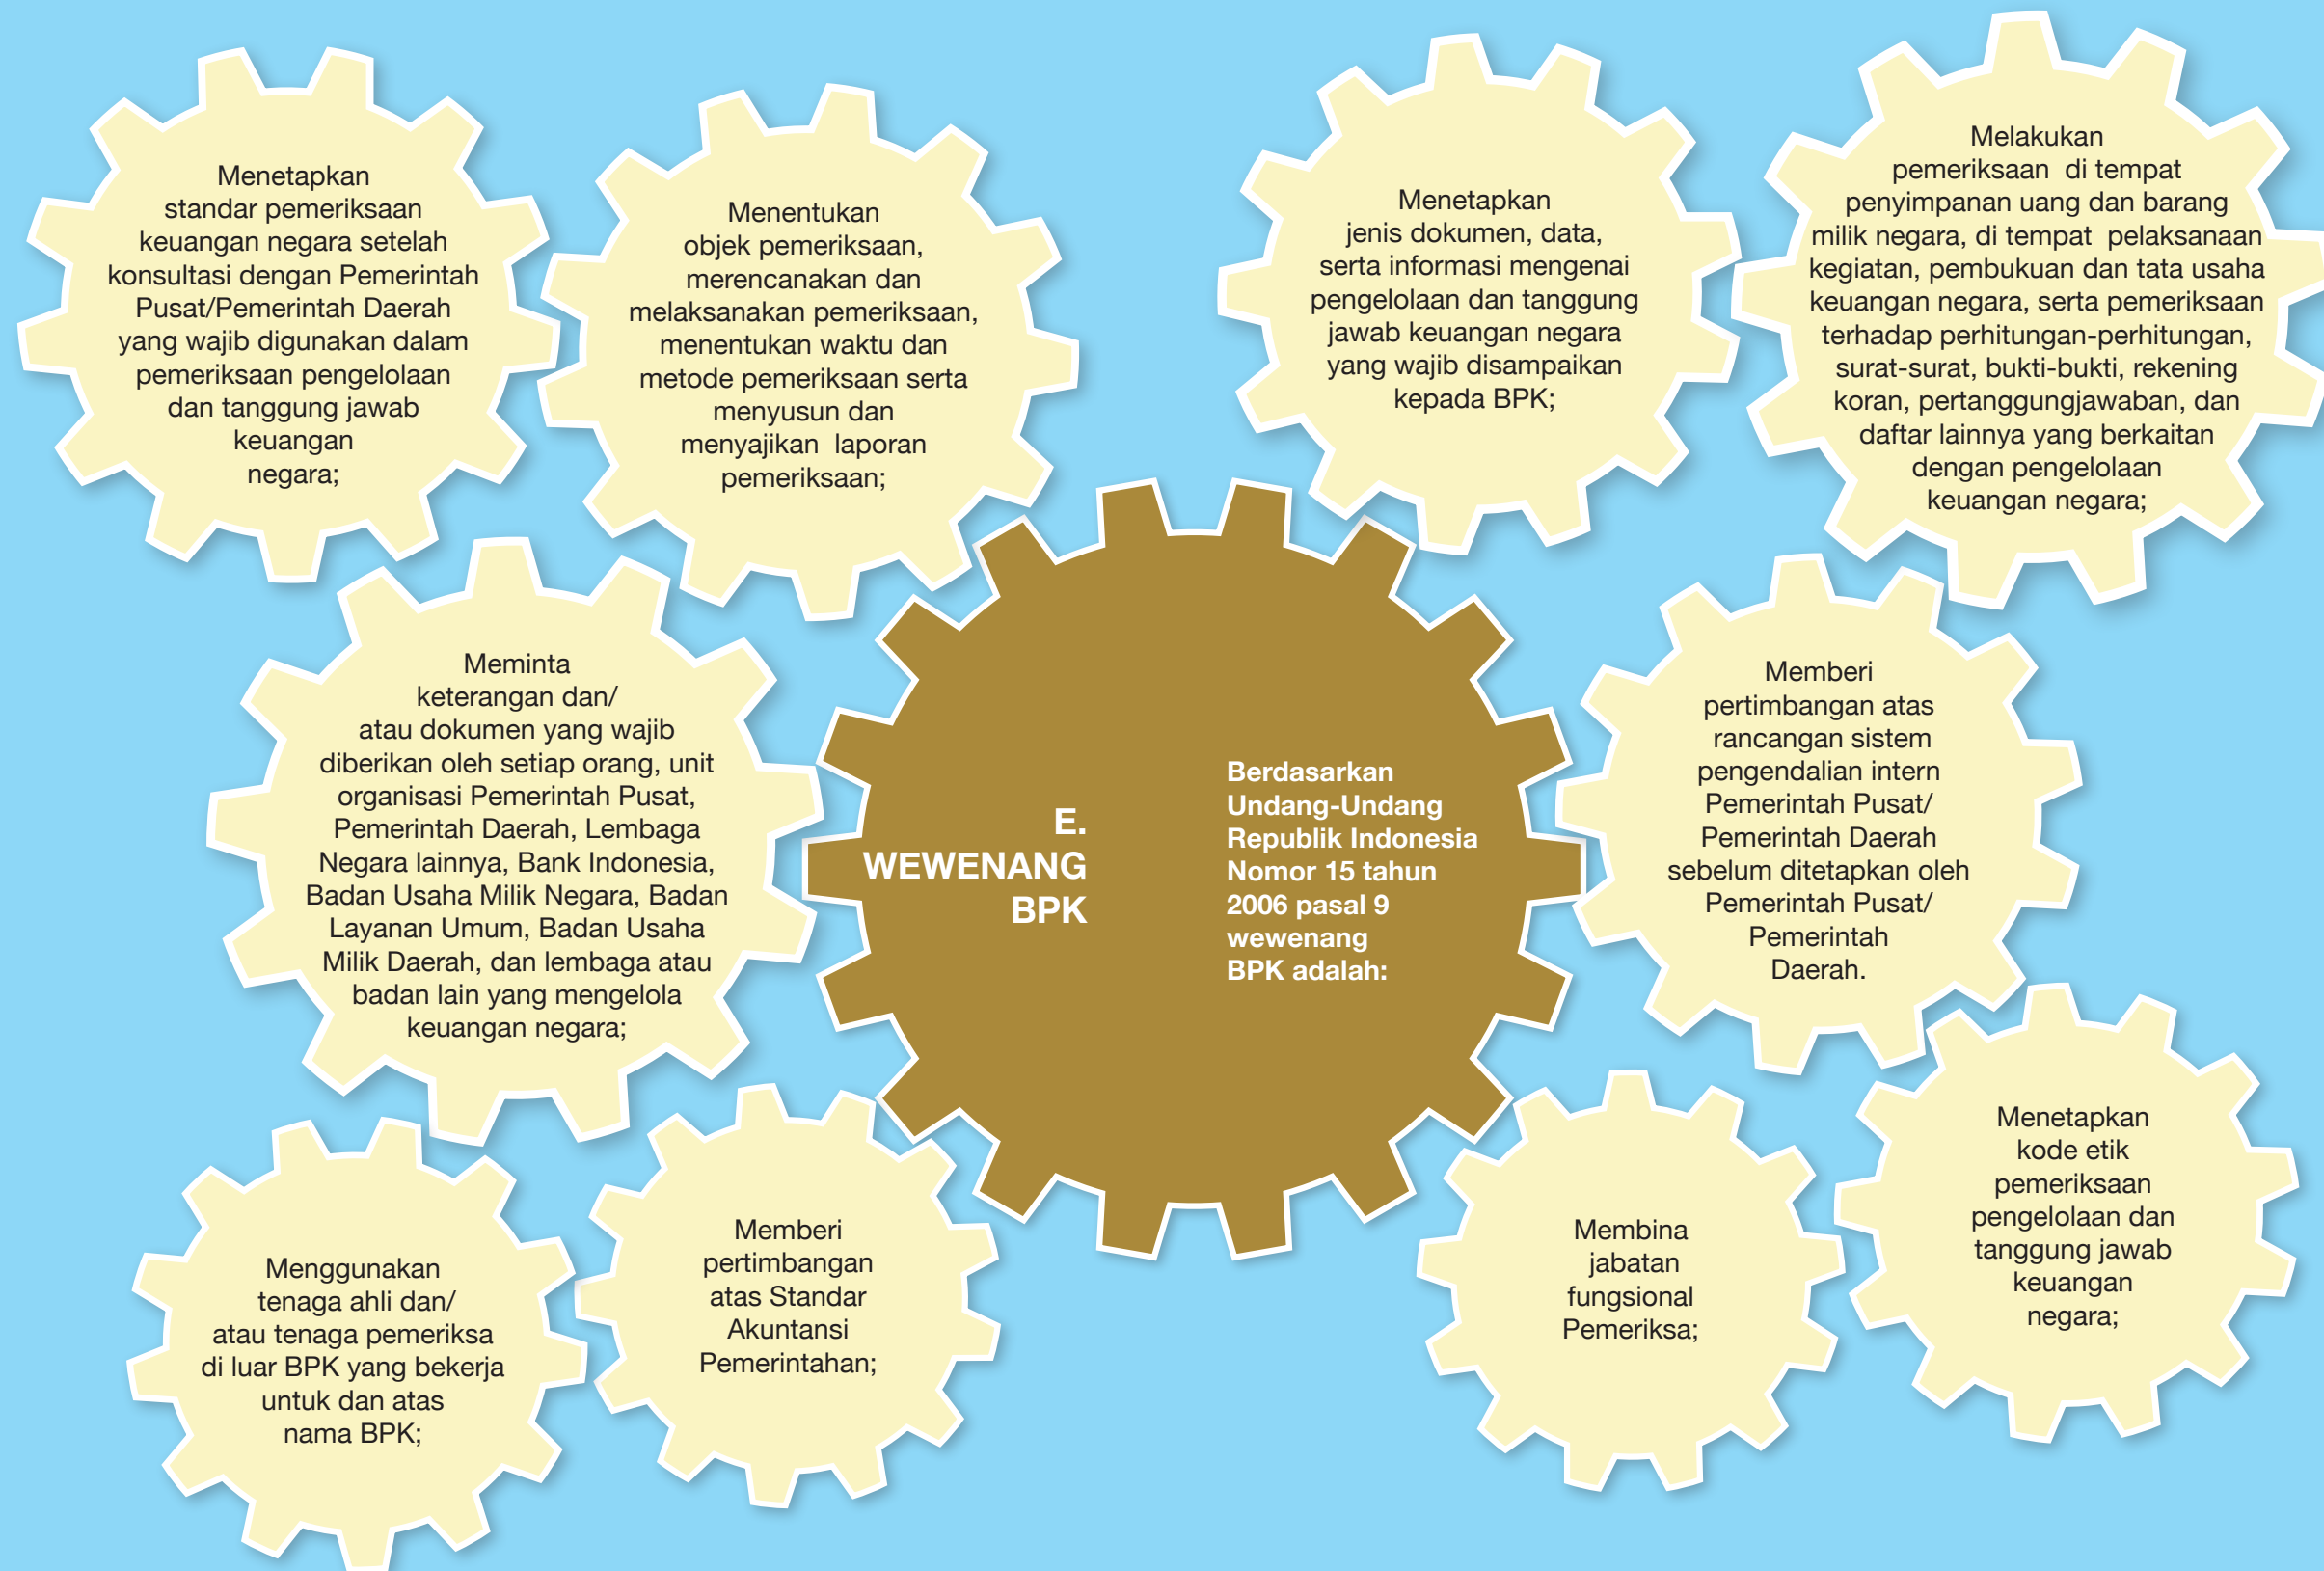 Menetapkan
standar pemeriksaan
keuangan negara setelah
konsultasi dengan Pemerintah
Pusat/Pemerintah Daerah
yang wajib digunakan dalam
pemeriksaan pengelolaan
dan tanggung jawab
keuangan
negara;
Menentukan
objek pemeriksaan,
merencanakan dan
melaksanakan pemeriksaan,
menentukan waktu dan
metode pemeriksaan serta
menyusun dan
menyajikan laporan
pemeriksaan;
Menetapkan
jenis dokumen, data,
serta informasi mengenai
pengelolaan dan tanggung
jawab keuangan negara
yang wajib disampaikan
kepada BPK;
Melakukan
pemeriksaan di tempat
penyimpanan uang dan barang
milik negara, di tempat pelaksanaan
kegiatan, pembukuan dan tata usaha
keuangan negara, serta pemeriksaan
terhadap perhitungan-perhitungan,
surat-surat, bukti-bukti, rekening
koran, pertanggungjawaban, dan
daftar lainnya yang berkaitan
dengan pengelolaan
keuangan negara;
Meminta
keterangan dan/
atau dokumen yang wajib
diberikan oleh setiap orang, unit
organisasi Pemerintah Pusat,
Pemerintah Daerah, Lembaga
Negara lainnya, Bank Indonesia,
Badan Usaha Milik Negara, Badan
Layanan Umum, Badan Usaha
Milik Daerah, dan lembaga atau
badan lain yang mengelola
keuangan negara;
E.
WEWENANG
BPK
Berdasarkan
Undang-Undang
Republik Indonesia
Nomor 15 tahun
2006 pasal 9
wewenang
BPK adalah:
Memberi
pertimbangan atas
rancangan sistem
pengendalian intern
Pemerintah Pusat/
Pemerintah Daerah
sebelum ditetapkan oleh
Pemerintah Pusat/
Pemerintah
Daerah.
Menggunakan
tenaga ahli dan/
atau tenaga pemeriksa
di luar BPK yang bekerja
untuk dan atas
nama BPK;
Memberi
pertimbangan
atas Standar
Akuntansi
Pemerintahan;
Membina
jabatan
fungsional
Pemeriksa;
Menetapkan
kode etik
pemeriksaan
pengelolaan dan
tanggung jawab
keuangan
negara;